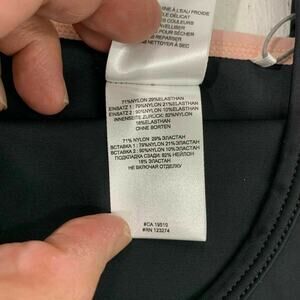 À L'EAU FROIDE
LE DÉLICAT
COULEURS
POUR SÉCHER
REPASSER
NETTOYER À SEC
71%NYLON 29%ELASTHAN
EINSATZ 1 : 79%NYLON 21%ELASTHAN
EINSATZ 2 : 90%NYLON 10%ELASTHAN
INNENSEITE ZURÜCK: 82%NYLON
18%ELASTHAN
OHNE BORTEN
71% NYLON 29% ЭЛАСТАН
ВСТАВКА 1 : 79%NYLON 21% ЭЛАСТАН
ВСТАВКА 2 : 90%NYLON 10% ЭЛАСТАН
ПОДКЛАДКА СЗАДИ: 82% НЕЙЛОН
18% ЭЛАСТАН
НЕ ВКЛЮЧАЯ ОТДЕЛКУ
#CA 19510
#RN 123274